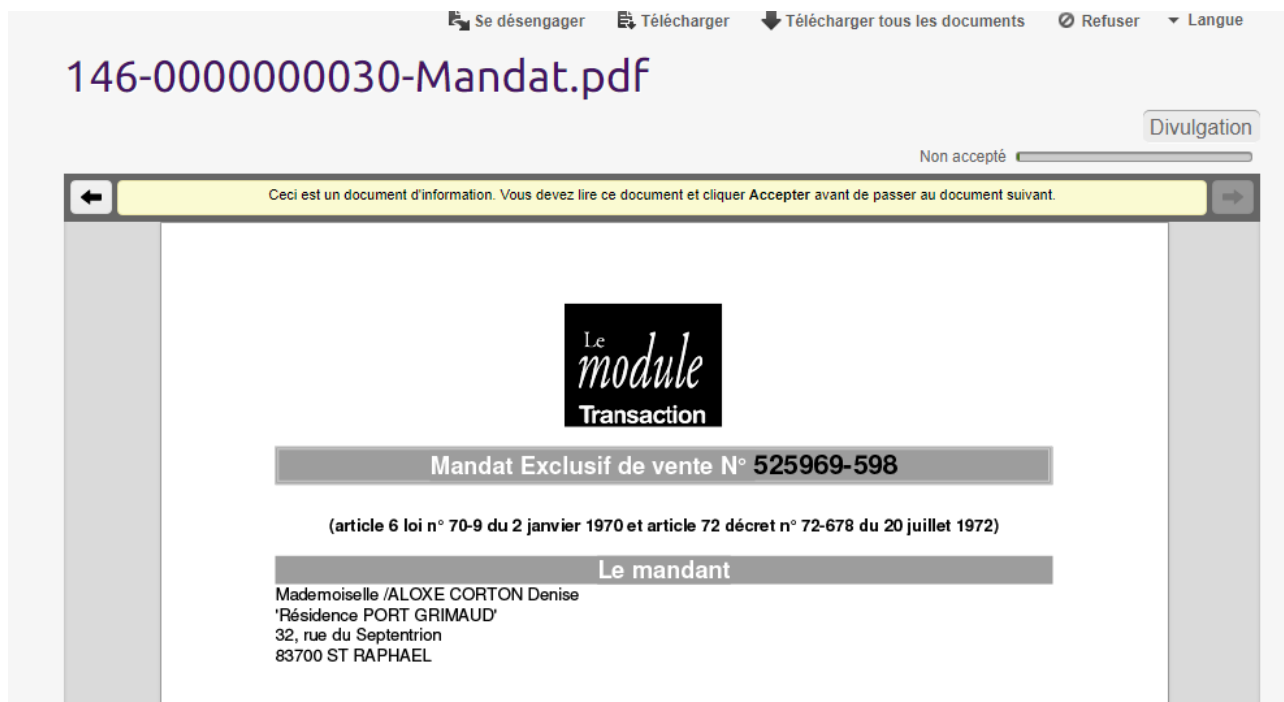 Se désengager Télécharger Télécharger tous les documents Refuser Langue
146-0000000030-Mandat.pdf
Divulgation
Non accepté
Ceci est un document d'information. Vous devez lire ce document et cliquer Accepter avant de passer au document suivant.
Le
module
Transaction
Mandat Exclusif de vente N° 525969-598
(article 6 loi n° 70-9 du 2 janvier 1970 et article 72 décret n° 72-678 du 20 juillet 1972)
Le mandant
Mademoiselle /ALOXE CORTON Denise
'Résidence PORT GRIMAUD'
32, rue du Septentrion
83700 ST RAPHAEL